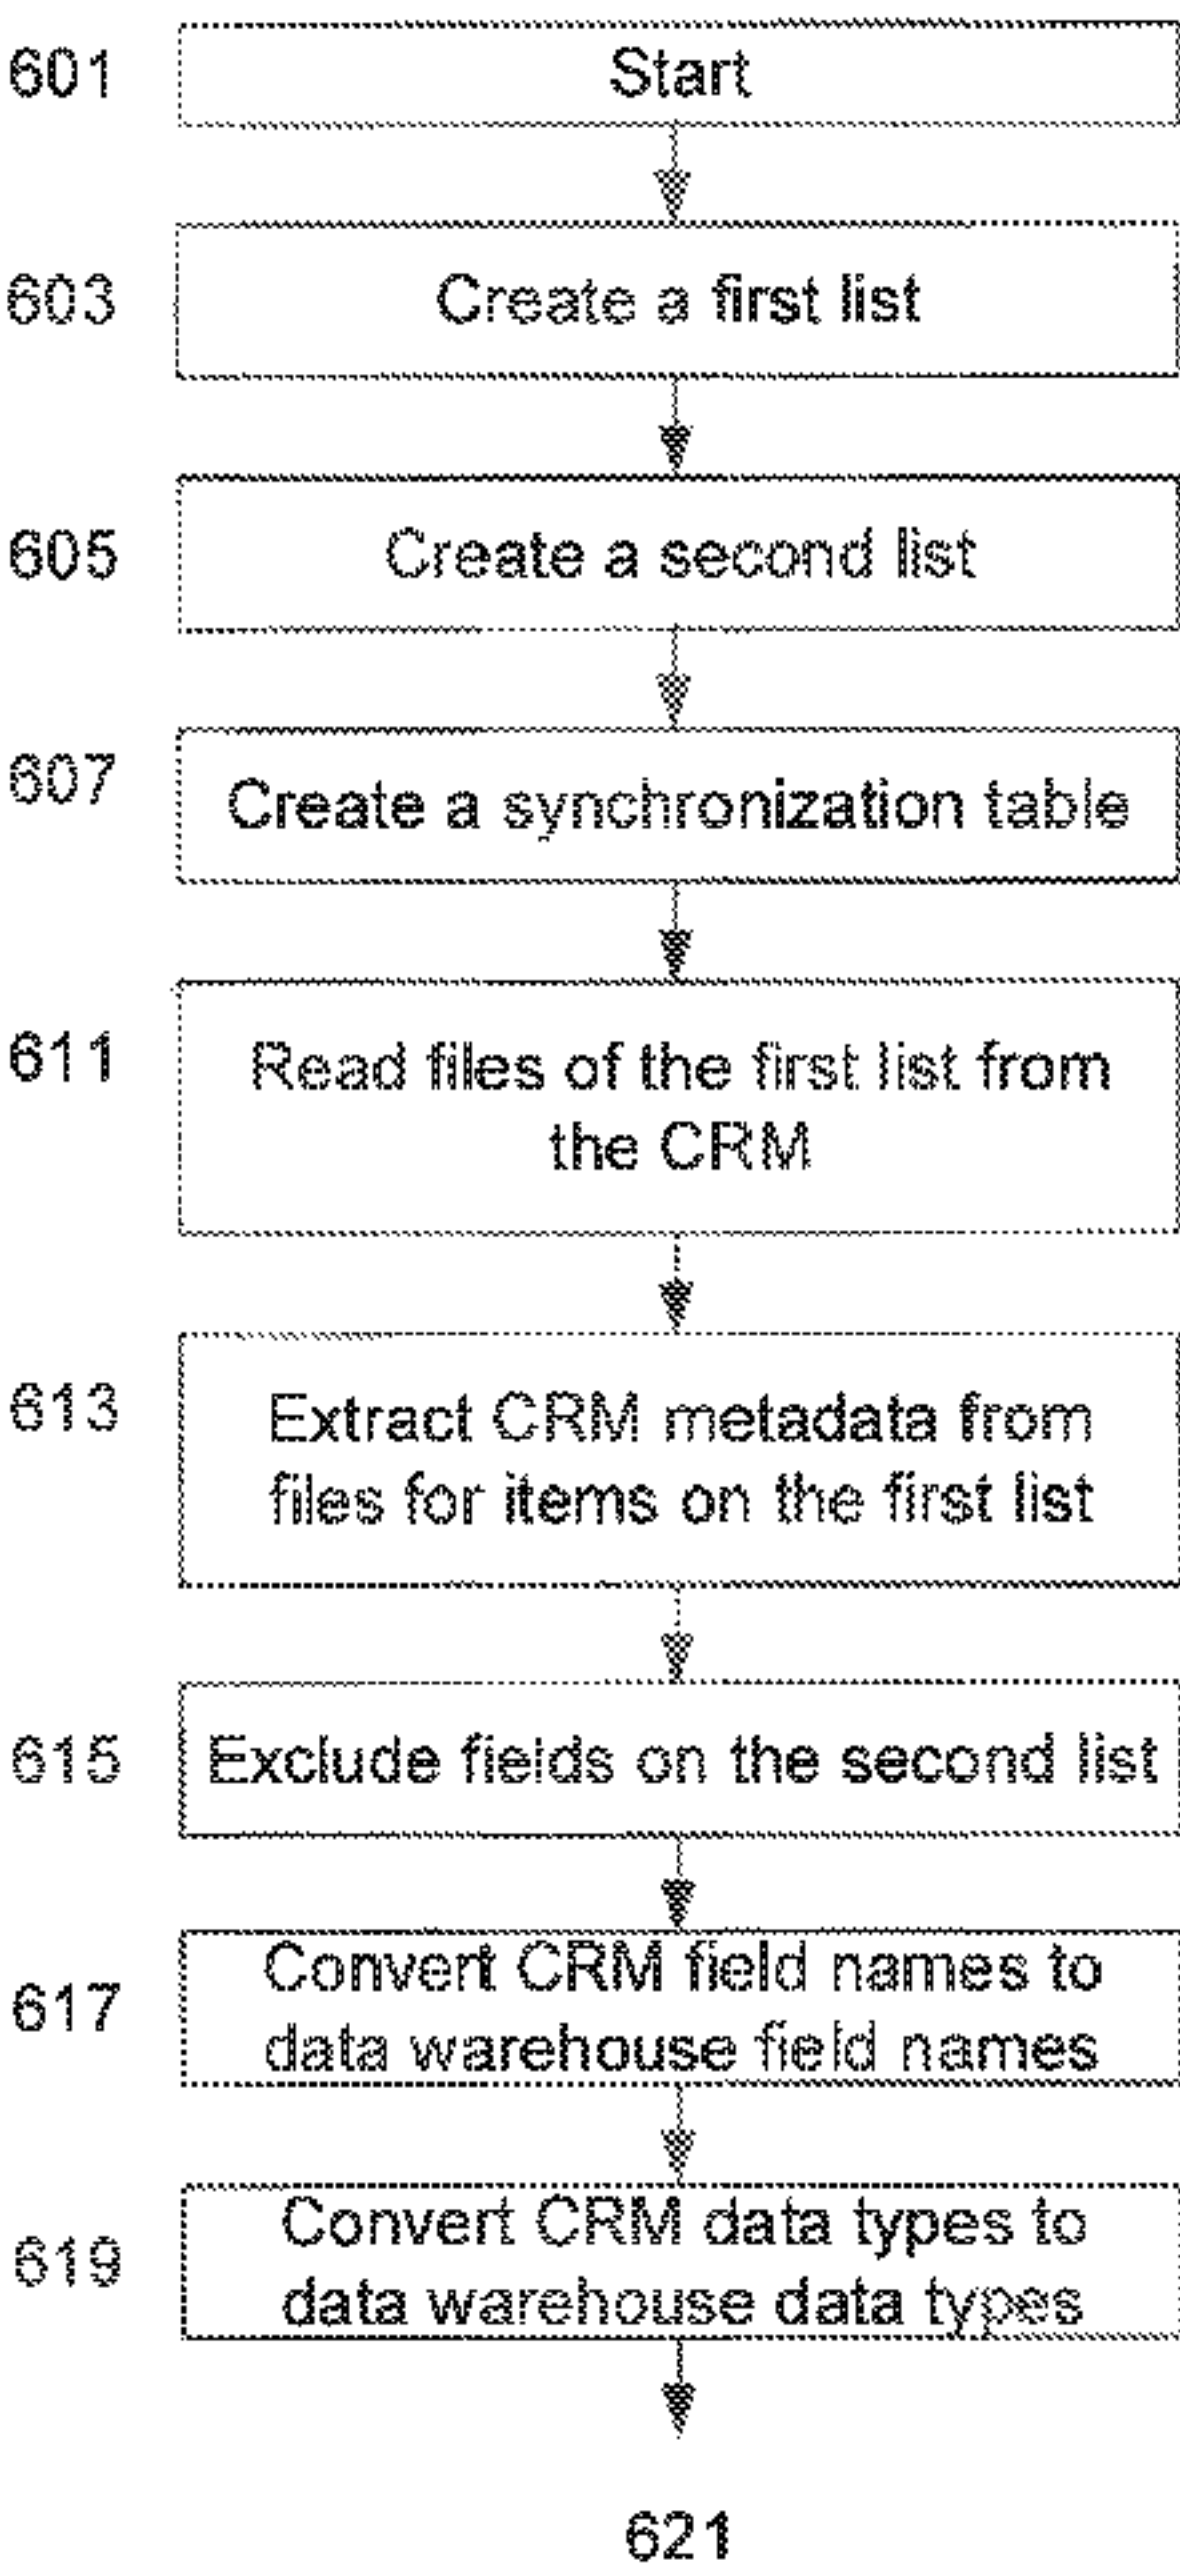 601
Start
603
Create a first list
605
Create a second list
607
Create a synchronization table
611
Read files of the first list from
the CRM
613
Extract CRM metadata from
files for items on the first list
615
Exclude fields on the second list
617
Convert CRM field names to
data warehouse field names
619
Convert CRM data types to
data warehouse data types
621